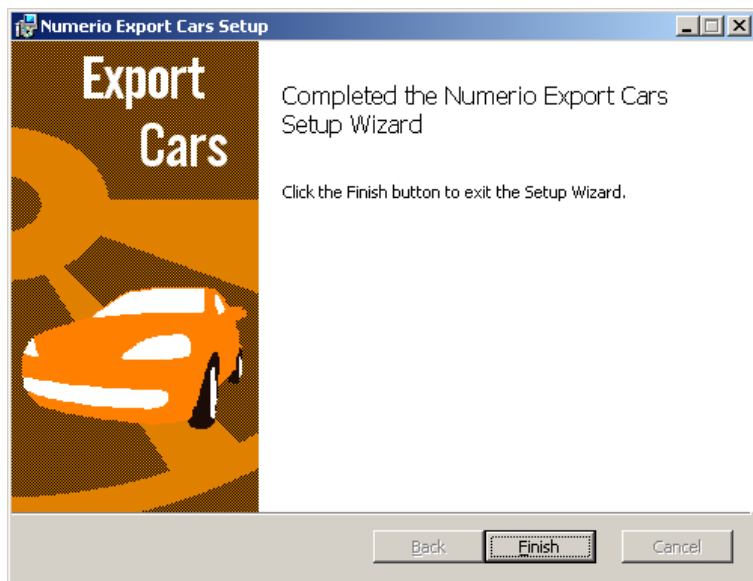 Numerio Export Cars Setup
Export
Cars
Completed the Numerio Export Cars
Setup Wizard
Click the Finish button to exit the Setup Wizard.
Back
Finish
Cancel